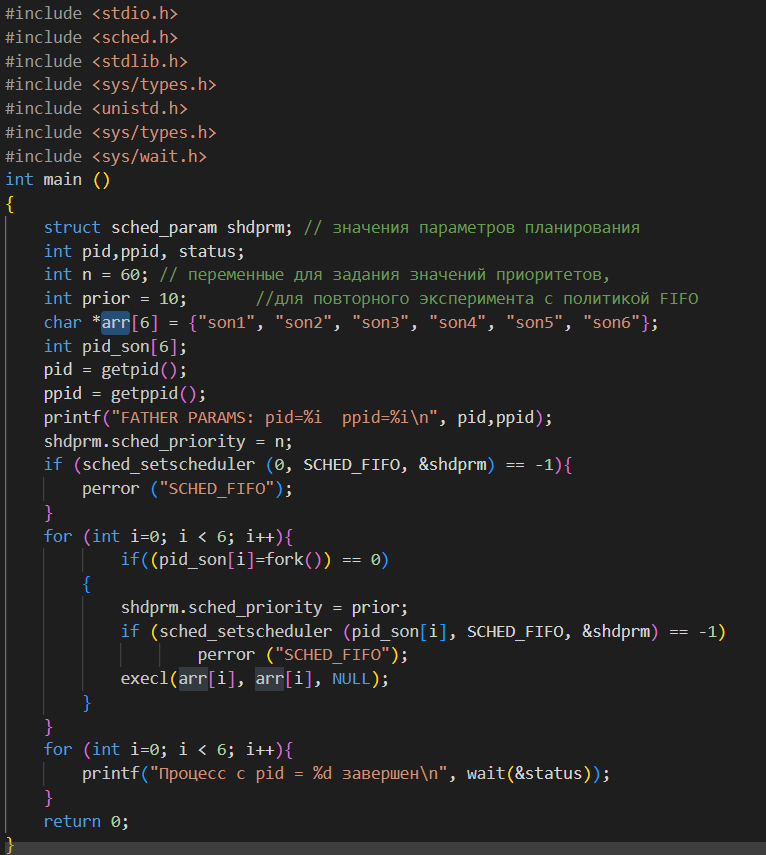 #include <stdio.h>
#include <sched.h>
#include <stdlib.h>
#include <sys/types.h>
#include <unistd.h>
#include <sys/types.h>
#include <sys/wait.h>
int main ()
{
    struct sched_param shdprm; // значения параметров планирования
    int pid,ppid, status;
    int n = 60; // переменные для задания значений приоритетов,
    int prior = 10;       //для повторного эксперимента с политикой FIFO
    char *arr[6] = {"son1", "son2", "son3", "son4", "son5", "son6"};
    int pid_son[6];
    pid = getpid();
    ppid = getppid();
    printf("FATHER PARAMS: pid=%i  ppid=%i\n", pid,ppid);
    shdprm.sched_priority = n;
    if (sched_setscheduler (0, SCHED_FIFO, &shdprm) == -1){
        perror ("SCHED_FIFO");
    }
    for (int i=0; i < 6; i++){
            if((pid_son[i]=fork()) == 0)
        {
            shdprm.sched_priority = prior;
            if (sched_setscheduler (pid_son[i], SCHED_FIFO, &shdprm) == -1)
                    perror ("SCHED_FIFO");
            execl(arr[i], arr[i], NULL);
        }
    }
    for (int i=0; i < 6; i++){
        printf("Процесс с pid = %d завершен\n", wait(&status));
    }
    return 0;
}